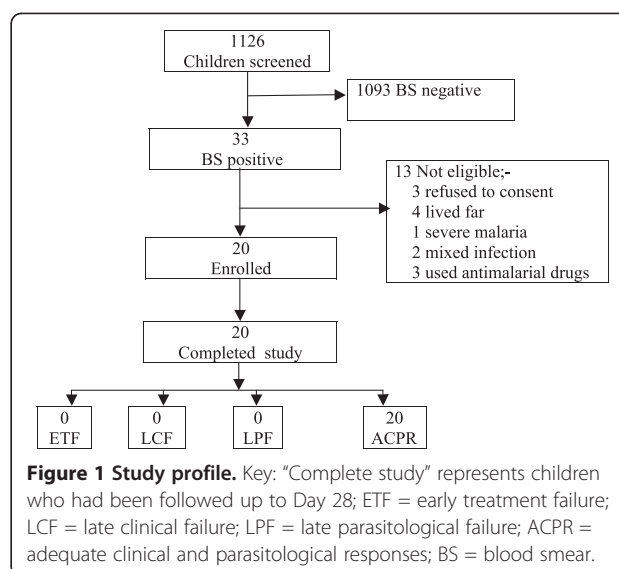 1126
Children screened
1093 BS negative
33
BS positive
13 Not eligible;-
3 refused to consent
4 lived far
1 severe malaria
2 mixed infection
3 used antimalarial drugs
20
Enrolled
20
Completed study
0
ETF
0
LCF
0
LPF
20
ACPR
Figure 1 Study profile. Key: “Complete study” represents children
who had been followed up to Day 28; ETF = early treatment failure;
LCF = late clinical failure; LPF = late parasitological failure; ACPR =
adequate clinical and parasitological responses; BS = blood smear.